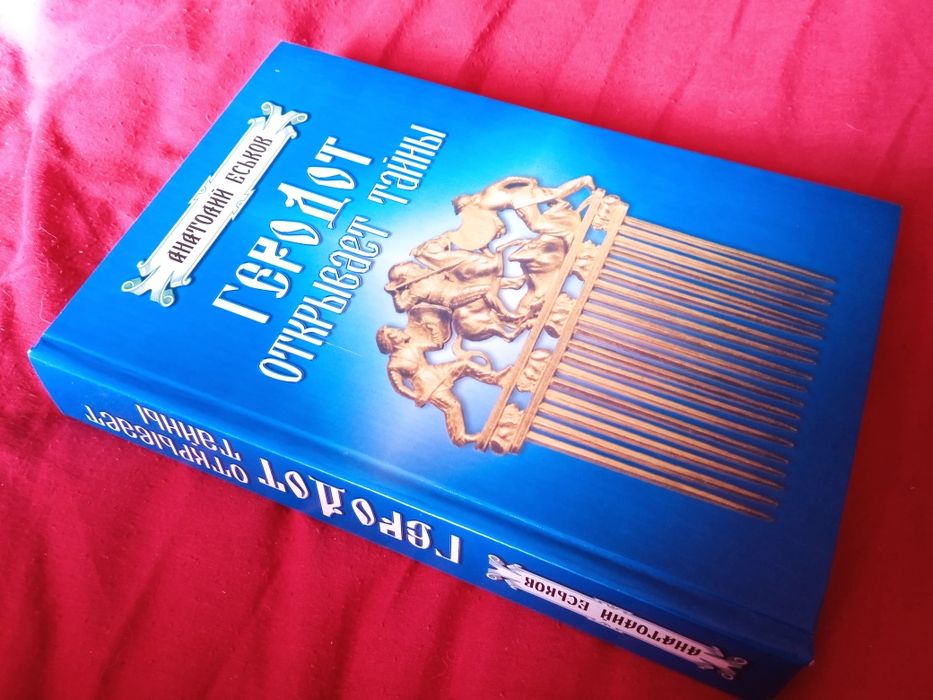 АНАТОЛИЙ ЕСЬКОВ
ГЕРОДОТ
ОТКРЫВАЕТ ТАЙНЫ
АНАТОЛИЙ ЕСЬКОВ
ГЕРОДОТ
ОТКРЫВАЕТ
ТАЙНЫ